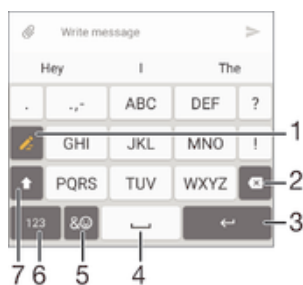 Write message
Hey I The
. .,- ABC DEF ?
GHI JKL MNO ! 1
PQRS TUV WXYZ 2
123 &☺ 3
7 6 5 4